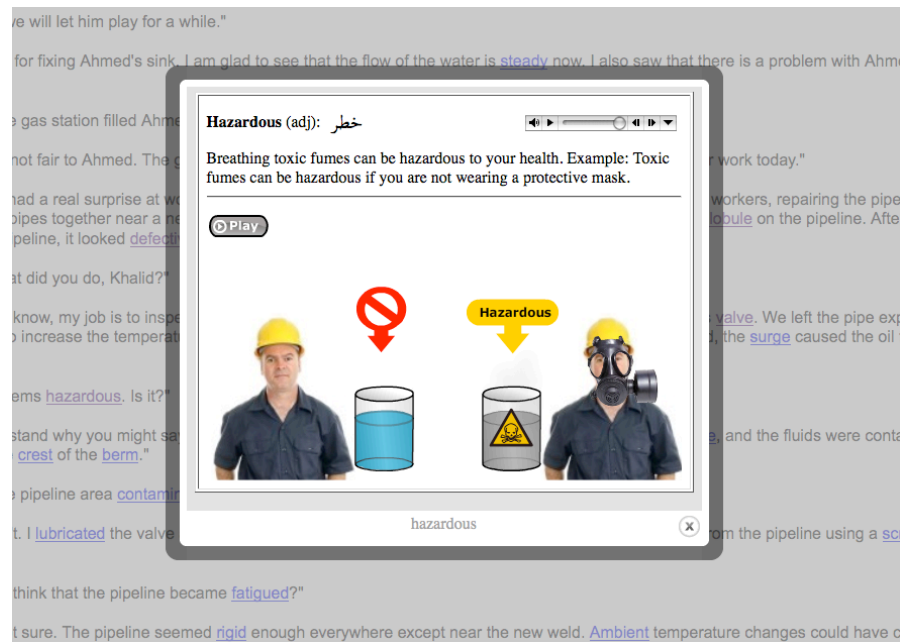 ve will let him play for a while."
for fixing Ahmed's sink. I am glad to see that the flow of the water is steady now. I also saw that there is a problem with Ahme
e gas station filled Ahme
not fair to Ahmed. The g
r work today."
had a real surprise at wo
workers, repairing the pipe
pipes together near a ne
lobule on the pipeline. Afte
peline, it looked defecti
at did you do, Khalid?"
know, my job is to inspe
s valve. We left the pipe exp
o increase the temperat
d, the surge caused the oil
ems hazardous. Is it?"
stand why you might say
e, and the fluids were conta
crest of the berm."
e pipeline area contamin
t. I lubricated the valve
om the pipeline using a scr
think that the pipeline became fatigued?"
t sure. The pipeline seemed rigid enough everywhere except near the new weld. Ambient temperature changes could have c
Hazardous (adj): خطر
Breathing toxic fumes can be hazardous to your health. Example: Toxic
fumes can be hazardous if you are not wearing a protective mask.
Play
Hazardous
hazardous
x